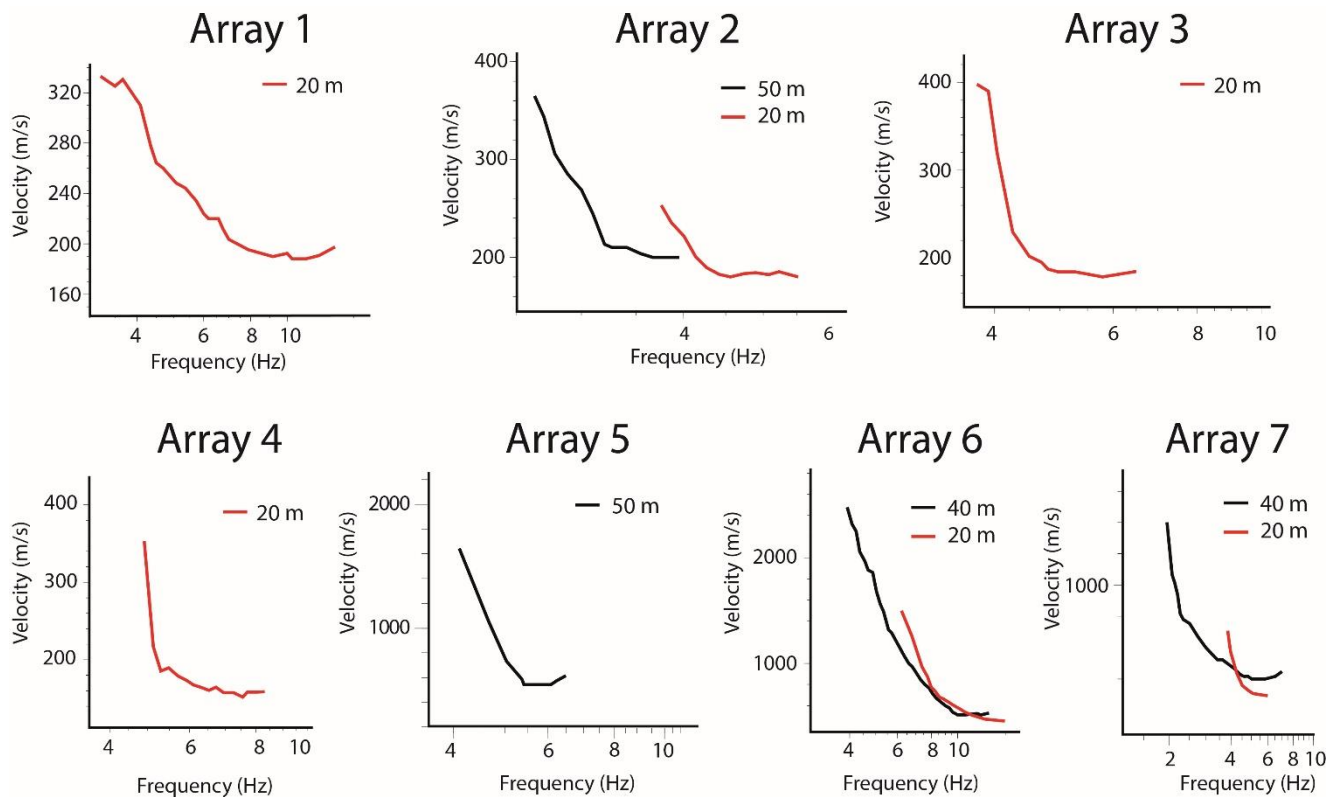 Array 1
Array 2
Array 3
320
280
240
200
160
Velocity (m/s)
20 m
4
6
8
10
Frequency (Hz)
400
300
200
Velocity (m/s)
50 m
20 m
4
6
Frequency (Hz)
400
300
200
Velocity (m/s)
20 m
4
6
8
10
Frequency (Hz)
Array 4
Array 5
Array 6
Array 7
400
300
200
Velocity (m/s)
20 m
4
6
8
10
Frequency (Hz)
2000
1000
Velocity (m/s)
50 m
4
6
8
10
Frequency (Hz)
2000
1000
Velocity (m/s)
40 m
20 m
4
6
8
10
Frequency (Hz)
1000
Velocity (m/s)
40 m
20 m
2
4
6
8
10
Frequency (Hz)